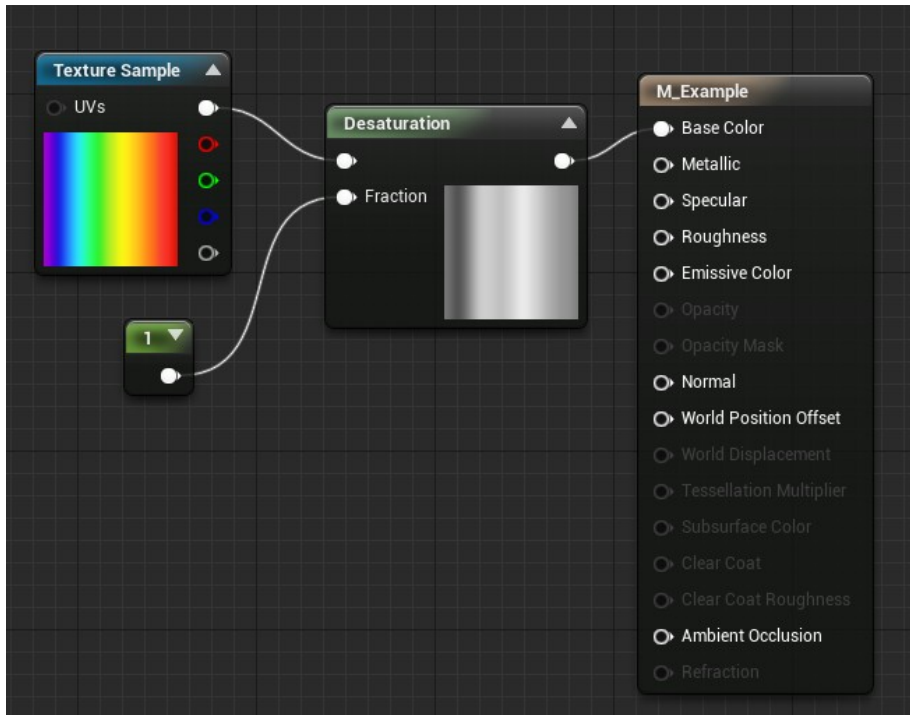 Texture Sample
UVs
1
Desaturation
Fraction
M_Example
Base Color
Metallic
Specular
Roughness
Emissive Color
Opacity
Opacity Mask
Normal
World Position Offset
World Displacement
Tessellation Multiplier
Subsurface Color
Clear Coat
Clear Coat Roughness
Ambient Occlusion
Refraction